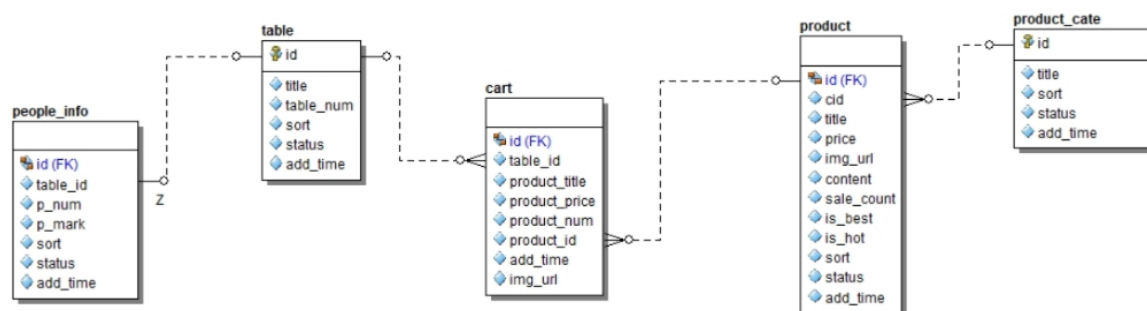 people_info
id (FK)
table_id
p_num
p_mark
sort
status
add_time
Z
table
id
title
table_num
sort
status
add_time
cart
id (FK)
table_id
product_title
product_price
product_num
product_id
add_time
img_url
product
id (FK)
cid
title
price
img_url
content
sale_count
is_best
is_hot
sort
status
add_time
product_cate
id
title
sort
status
add_time